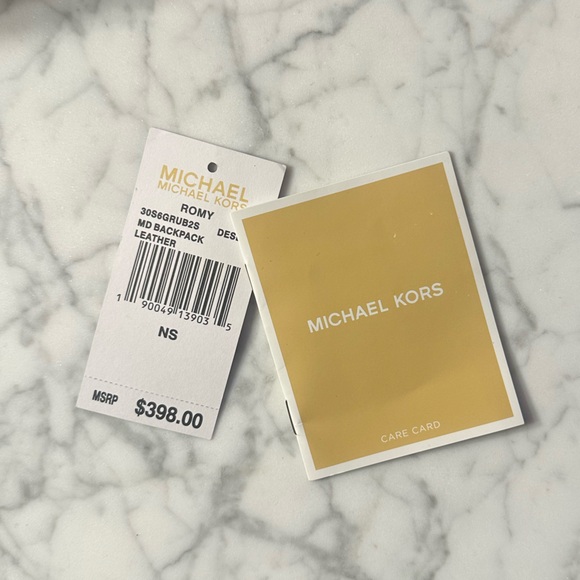 MICHAEL
MICHAEL KORS
ROMY
30S6GRUB2S
MD BACKPACK
LEATHER
1 90049 13903 5
NS
MSRP $398.00
MICHAEL KORS
CARE CARD